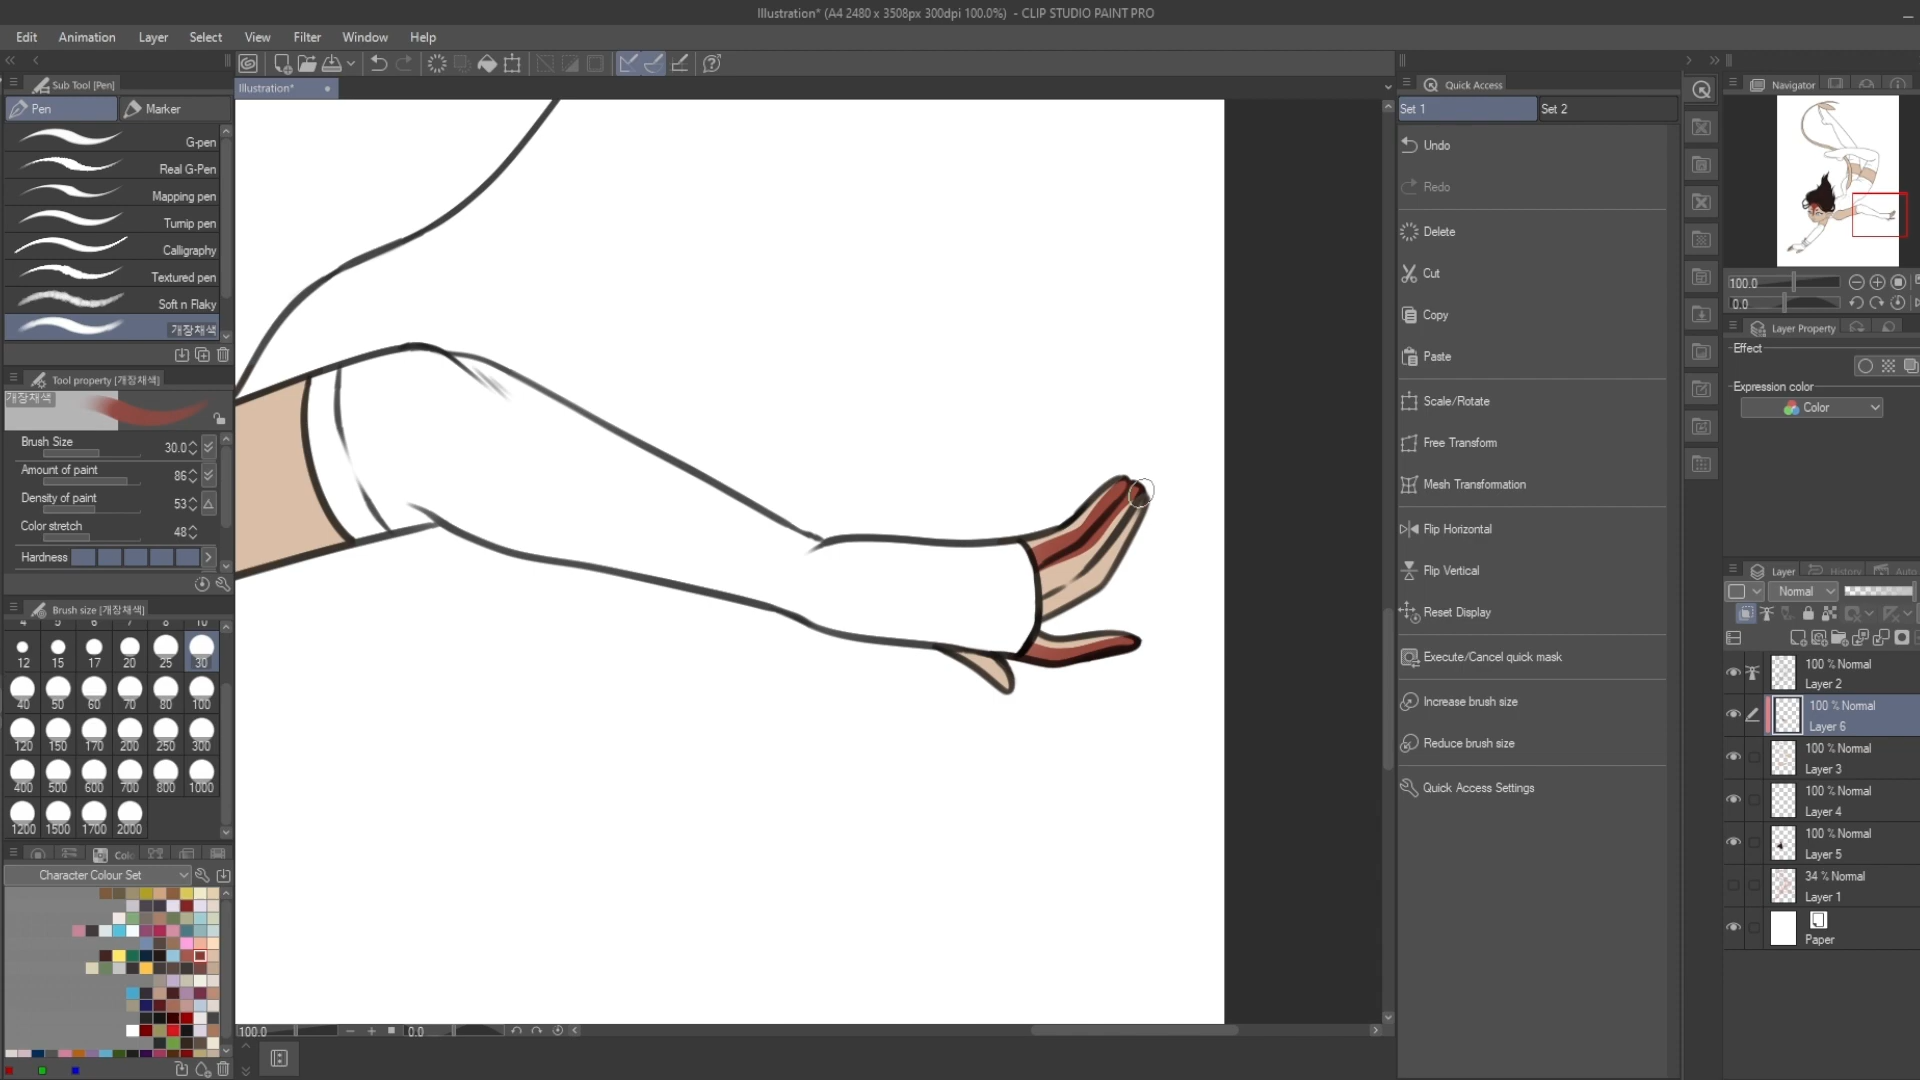 Illustration* (A4 2480 x 3508px 300dpi 100.0%) - CLIP STUDIO PAINT PRO
Edit Animation Layer Select View Filter Window Help
Sub Tool [Pen]
Pen Marker
G-pen
Real G-Pen
Mapping pen
Turnip pen
Calligraphy
Textured pen
Soft n Flaky
개장채색
Tool property [개장채색]
개장채색
Brush Size 30.0
Amount of paint 86
Density of paint 53
Color stretch 48
Hardness
Brush size [개장채색]
4 5 6 7 8 10
12 15 17 20 25 30
40 50 60 70 80 100
120 150 170 200 250 300
400 500 600 700 800 1000
1200 1500 1700 2000
Character Colour Set
Illustration*
100.0 0.0
Quick Access
Set 1 Set 2
Undo
Redo
Delete
Cut
Copy
Paste
Scale/Rotate
Free Transform
Mesh Transformation
Flip Horizontal
Flip Vertical
Reset Display
Execute/Cancel quick mask
Increase brush size
Reduce brush size
Quick Access Settings
Navigator
100.0
0.0
Layer Property
Effect
Expression color
Color
Layer History Auto
Normal
100 % Normal
Layer 2
100 % Normal
Layer 6
100 % Normal
Layer 3
100 % Normal
Layer 4
100 % Normal
Layer 5
34 % Normal
Layer 1
Paper